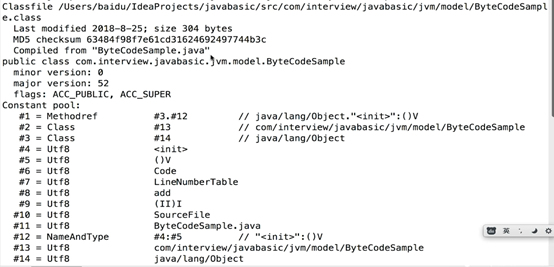 Classfile /Users/baidu/IdeaProjects/javabasic/src/com/interview/javabasic/jvm/model/ByteCodeSampl
e.class
  Last modified 2018-8-25; size 304 bytes
  MD5 checksum 63484f98f7e61cd31624692497744b3c
  Compiled from "ByteCodeSample.java"
public class com.interview.javabasic.jvm.model.ByteCodeSample
  minor version: 0
  major version: 52
  flags: ACC_PUBLIC, ACC_SUPER
Constant pool:
   #1 = Methodref          #3.#12         // java/lang/Object."<init>":()V
   #2 = Class              #13            // com/interview/javabasic/jvm/model/ByteCodeSample
   #3 = Class              #14            // java/lang/Object
   #4 = Utf8               <init>
   #5 = Utf8               ()V
   #6 = Utf8               Code
   #7 = Utf8               LineNumberTable
   #8 = Utf8               add
   #9 = Utf8               (II)I
  #10 = Utf8               SourceFile
  #11 = Utf8               ByteCodeSample.java
  #12 = NameAndType        #4:#5          // "<init>":()V
  #13 = Utf8               com/interview/javabasic/jvm/model/ByteCodeSample
  #14 = Utf8               java/lang/Object
英